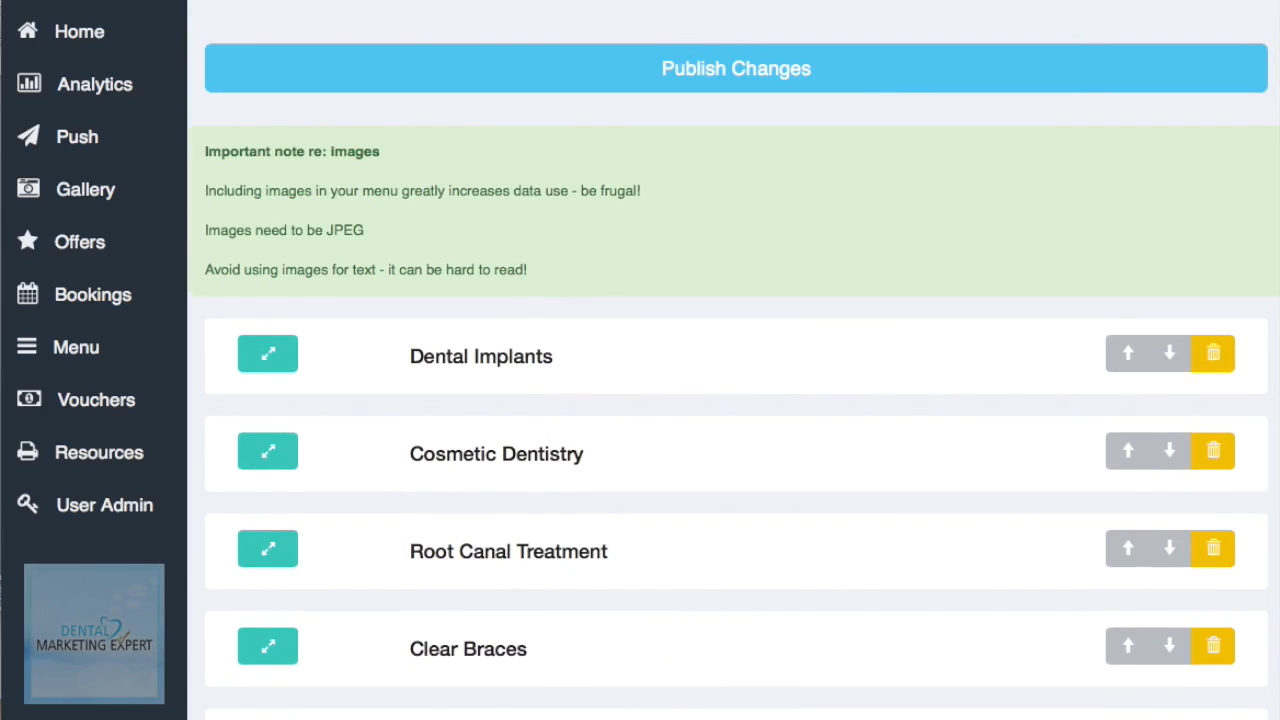 Home
Analytics
Push
Gallery
Offers
Bookings
Menu
Vouchers
Resources
User Admin
DENTAL
MARKETING EXPERT
Publish Changes
Important note re: images
Including images in your menu greatly increases data use - be frugal!
Images need to be JPEG
Avoid using images for text - it can be hard to read!
Dental Implants
Cosmetic Dentistry
Root Canal Treatment
Clear Braces